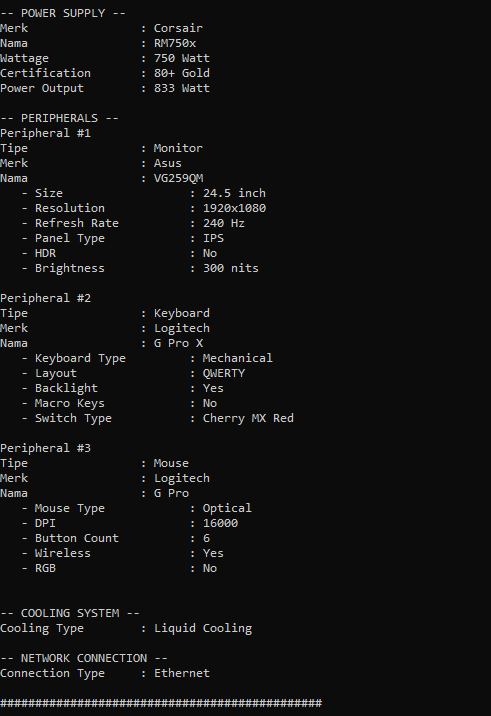 -- POWER SUPPLY --
Merk : Corsair
Nama : RM750x
Wattage : 750 Watt
Certification : 80+ Gold
Power Output : 833 Watt
-- PERIPHERALS --
Peripheral #1
Tipe : Monitor
Merk : Asus
Nama : VG259QM
- Size : 24.5 inch
- Resolution : 1920x1080
- Refresh Rate : 240 Hz
- Panel Type : IPS
- HDR : No
- Brightness : 300 nits
Peripheral #2
Tipe : Keyboard
Merk : Logitech
Nama : G Pro X
- Keyboard Type : Mechanical
- Layout : QWERTY
- Backlight : Yes
- Macro Keys : No
- Switch Type : Cherry MX Red
Peripheral #3
Tipe : Mouse
Merk : Logitech
Nama : G Pro
- Mouse Type : Optical
- DPI : 16000
- Button Count : 6
- Wireless : Yes
- RGB : No
-- COOLING SYSTEM --
Cooling Type : Liquid Cooling
-- NETWORK CONNECTION --
Connection Type : Ethernet
##############################################